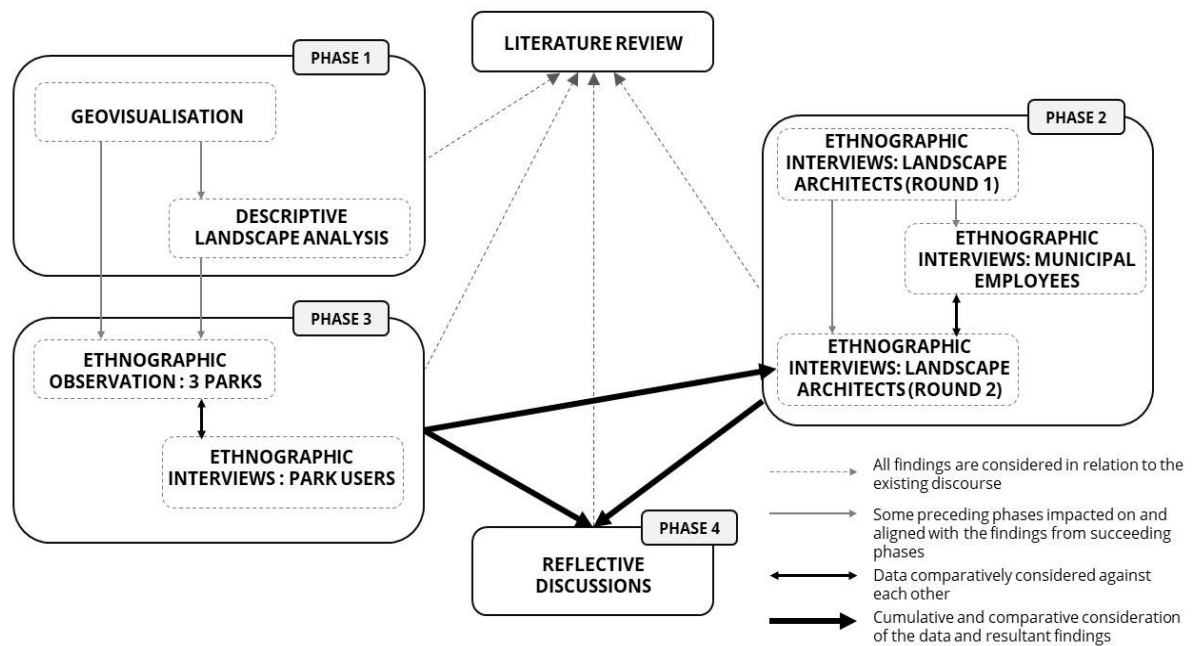 LITERATURE REVIEW
PHASE 1
GEOVISUALISATION
DESCRIPTIVE
LANDSCAPE ANALYSIS
PHASE 2
ETHNOGRAPHIC
INTERVIEWS: LANDSCAPE
ARCHITECTS (ROUND 1)
ETHNOGRAPHIC
INTERVIEWS: MUNICIPAL
EMPLOYEES
ETHNOGRAPHIC
INTERVIEWS: LANDSCAPE
ARCHITECTS (ROUND 2)
PHASE 3
ETHNOGRAPHIC
OBSERVATION : 3 PARKS
ETHNOGRAPHIC
INTERVIEWS : PARK USERS
PHASE 4
REFLECTIVE
DISCUSSIONS
All findings are considered in relation to the
existing discourse
Some preceding phases impacted on and
aligned with the findings from succeeding
phases
Data comparatively considered against
each other
Cumulative and comparative consideration
of the data and resultant findings